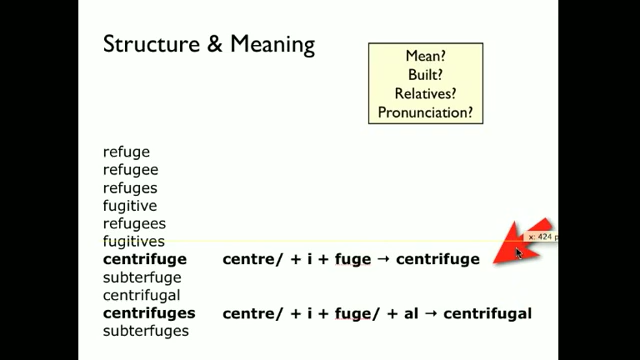 Structure & Meaning
Mean?
Built?
Relatives?
Pronunciation?
refuge
refugee
refuges
fugitive
refugees
fugitives
x: 424 p
centrifuge centre/ + i + fuge → centrifuge
subterfuge
centrifugal
centrifuges centre/ + i + fuge/ + al → centrifugal
subterfuges